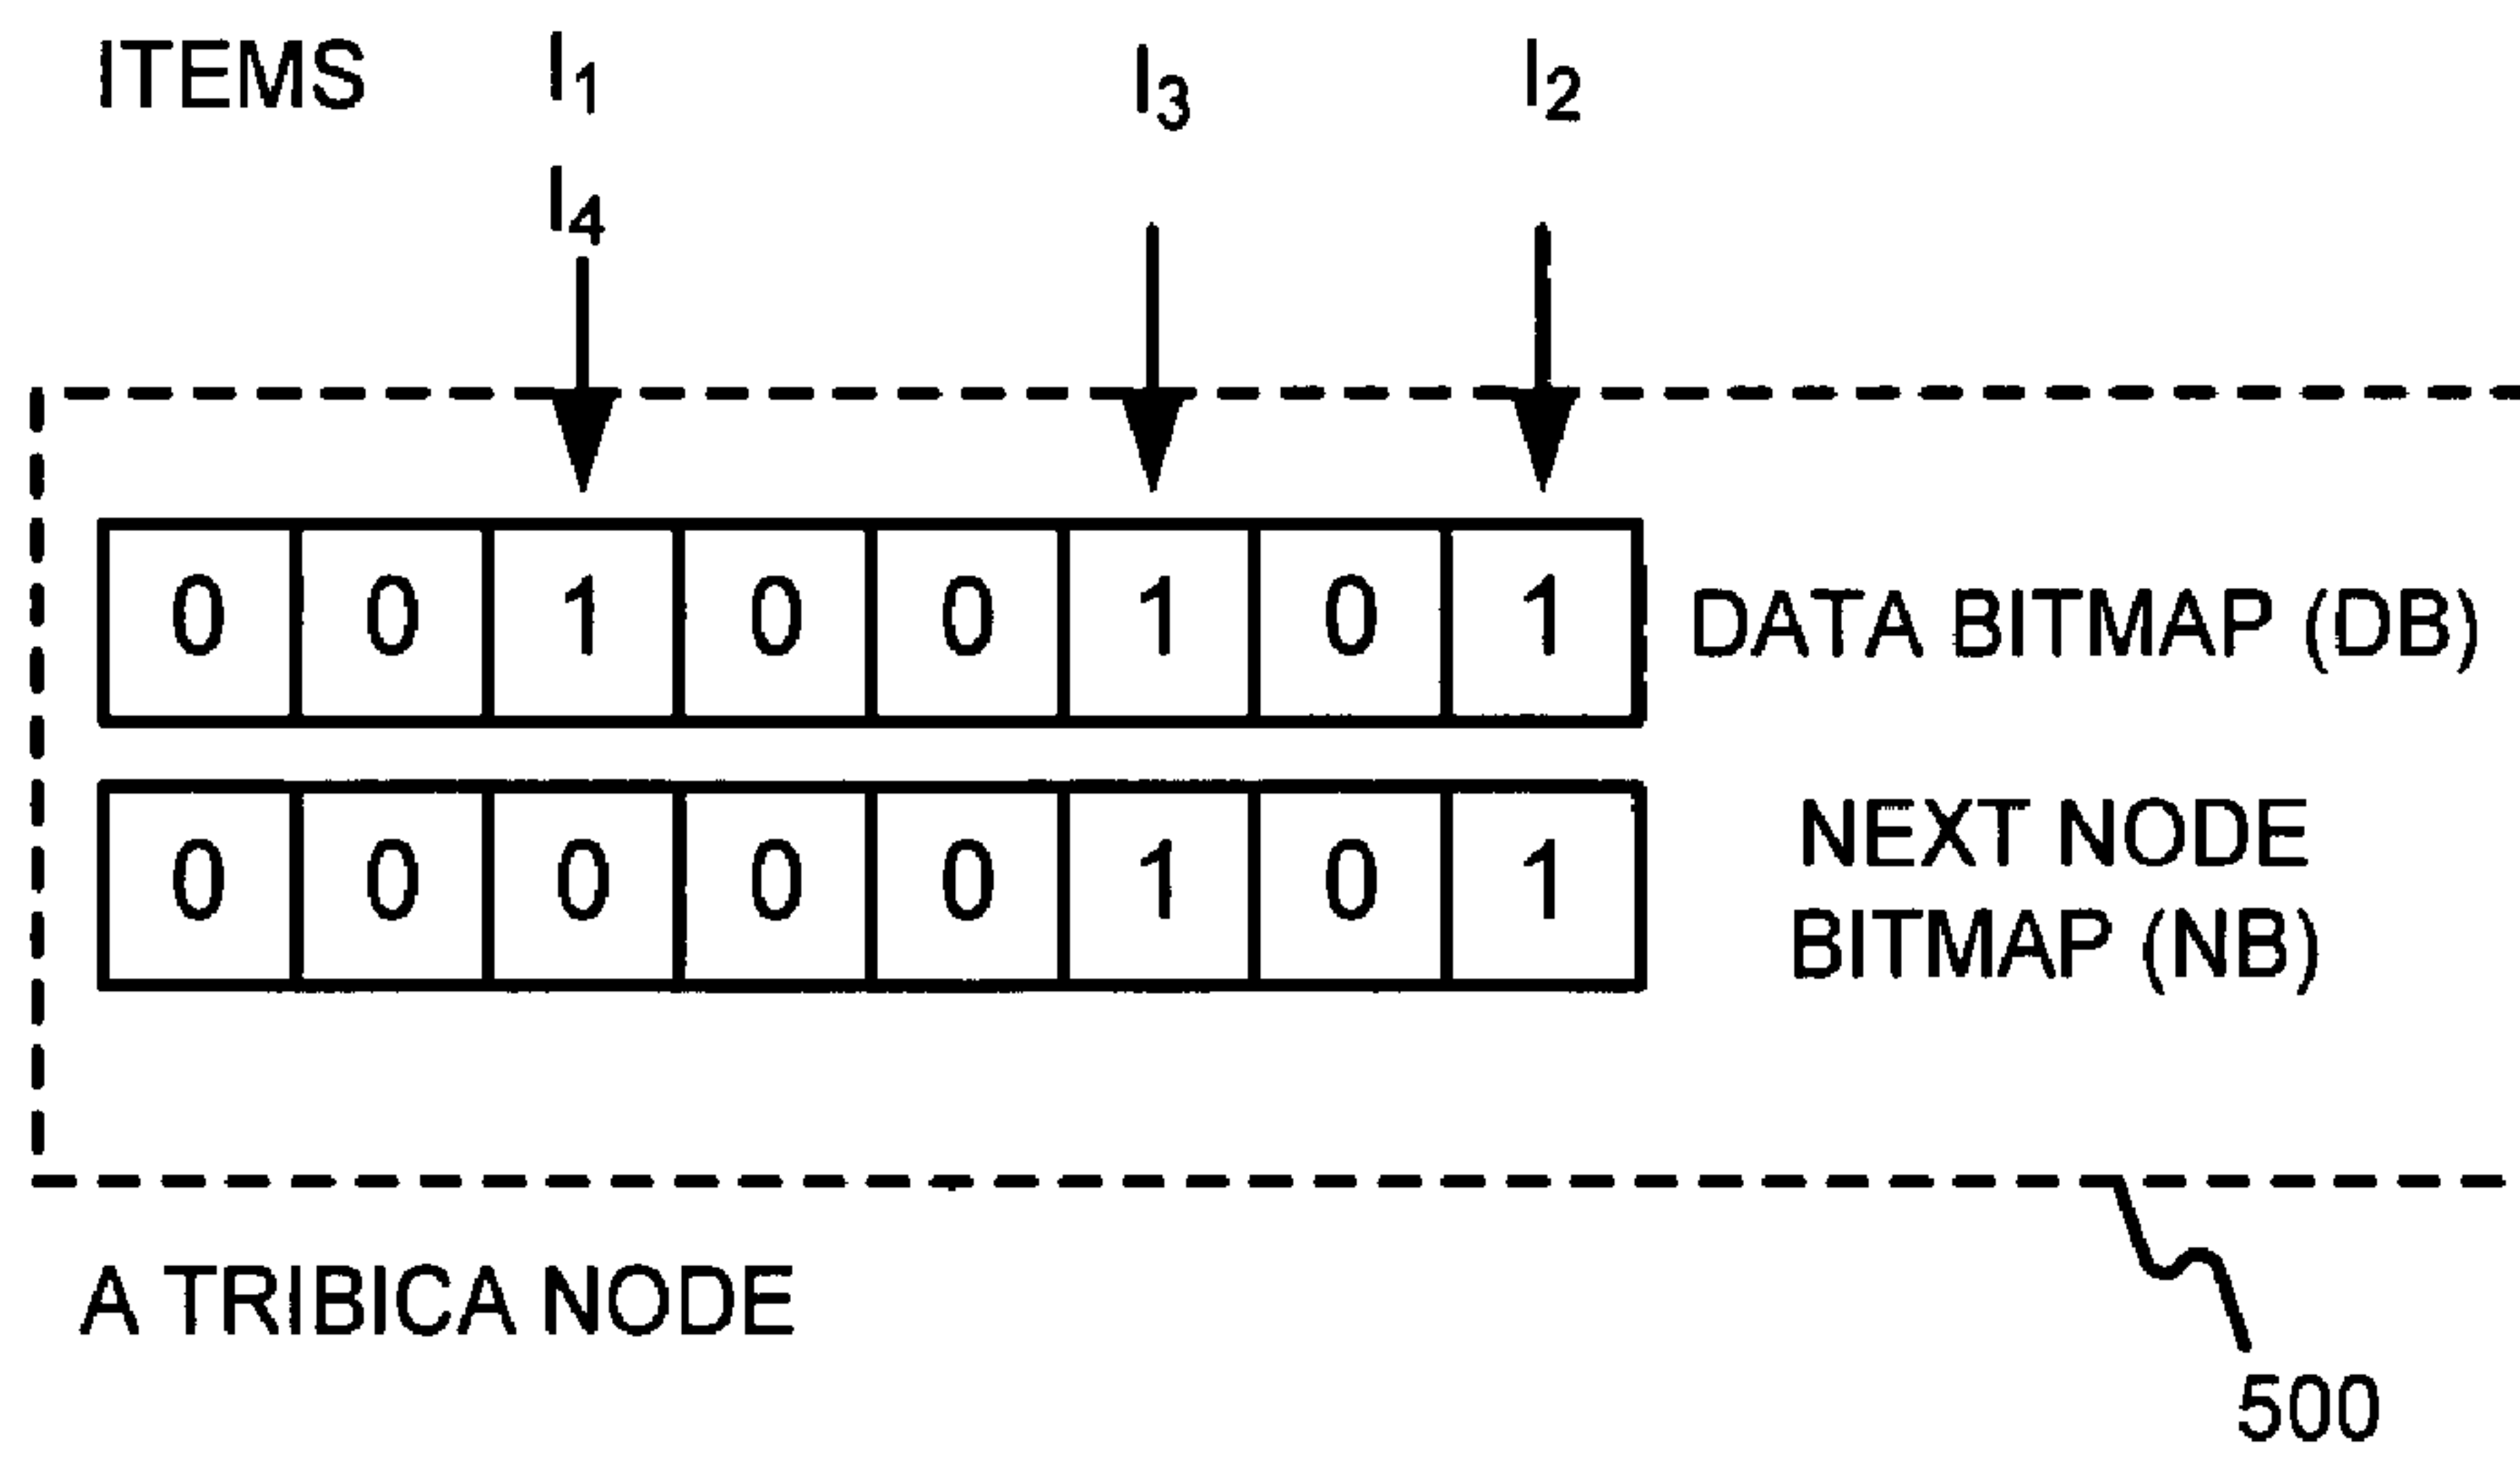 ITEMS I1 I3 I2
I4
0 0 1 0 0 1 0 1 DATA BITMAP (DB)
0 0 0 0 0 1 0 1 NEXT NODE
BITMAP (NB)
A TRIBICA NODE
500